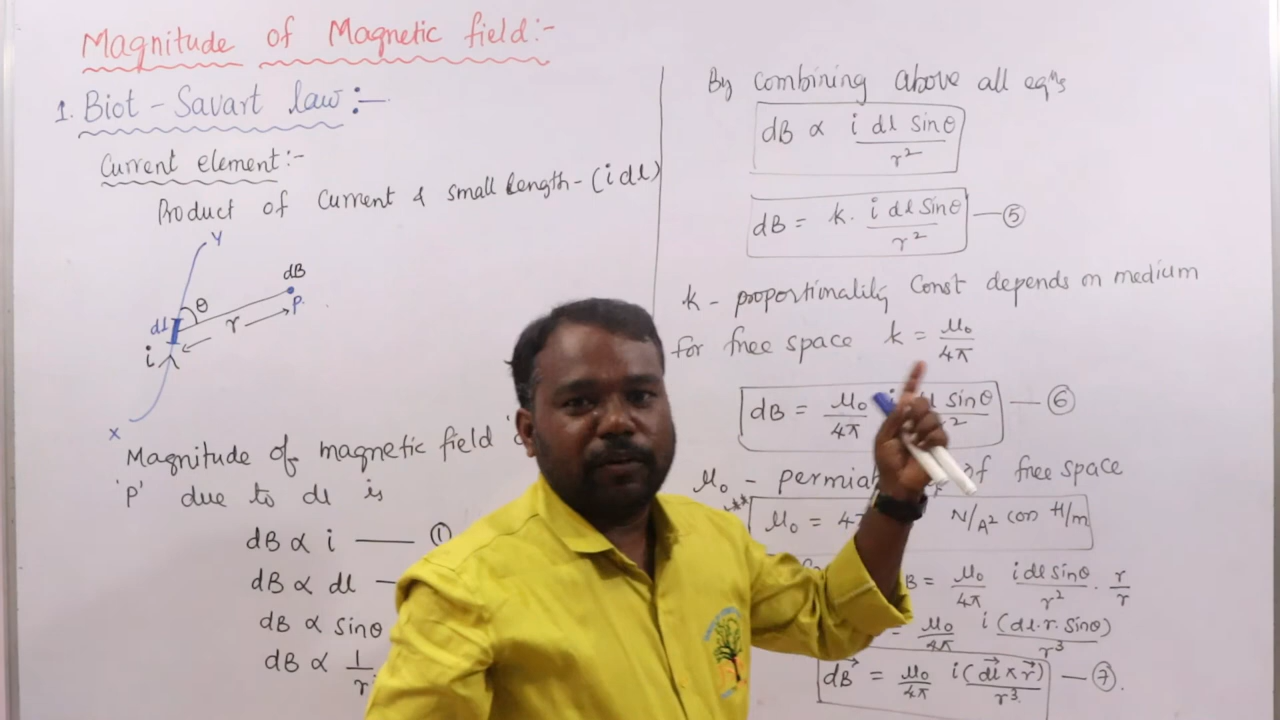 Magnitude of Magnetic field:-
1. Biot - Savart law:-
Current element:-
Product of Current & small length - (i dl)
Y
dB
θ
P.
dl
r
i
X
Magnitude of magnetic field
'P' due to dl is
dB ∝ i —— ①
dB ∝ dl —
dB ∝ sinθ
dB ∝ 1/r
By combining above all eqⁿs
dB ∝ i dl sinθ / r²
dB = k. i dl sinθ / r² — ⑤
k - proportionality Const depends on medium
for free space k = μ₀/4π
dB = μ₀/4π i dl sinθ / r² — ⑥
μ₀ - of free space
** μ₀ = N/A² (or) H/m
B = μ₀/4π i dl sinθ / r² . r/r
= μ₀/4π i (dl.r.sinθ) / r³
dB⃗ = μ₀/4π i(dl⃗ × r⃗) / r³ — ⑦.